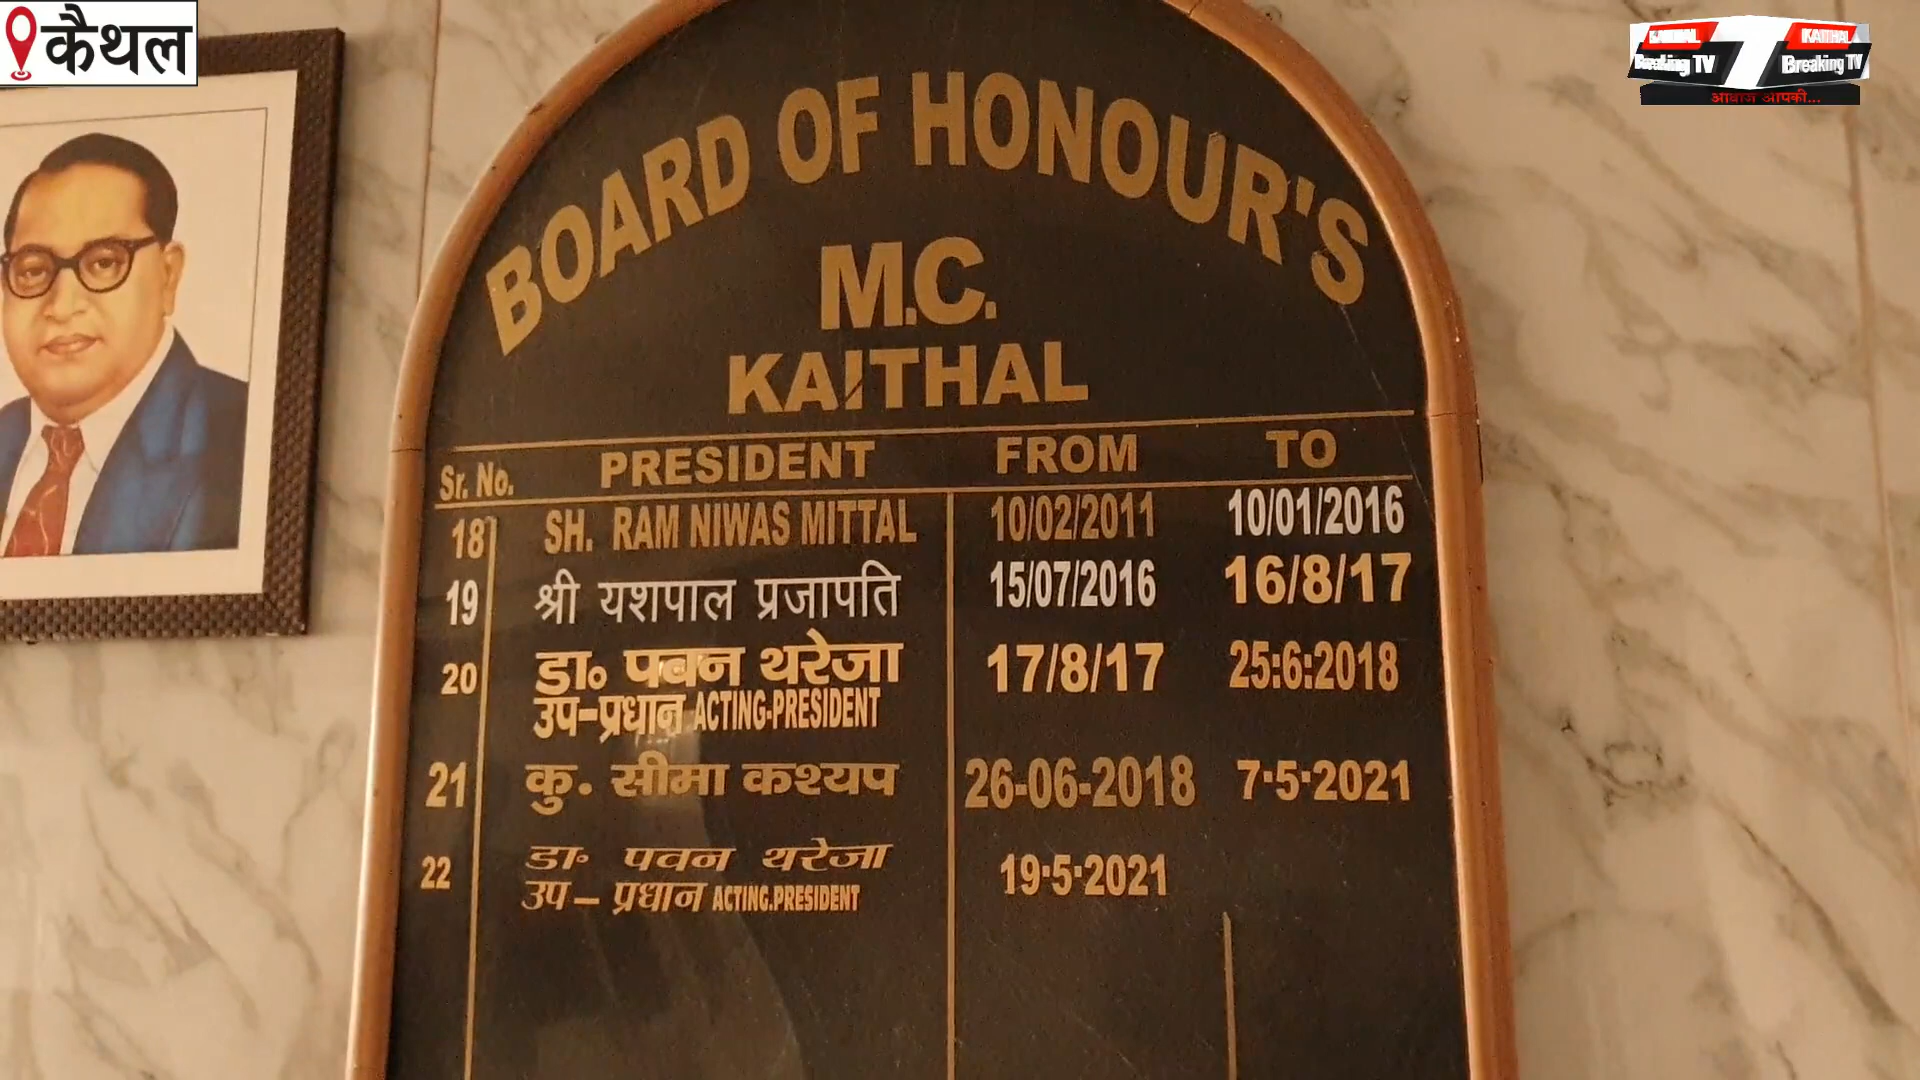 कैथल
KAITHAL
Breaking TV
आवाज आपकी...
BOARD OF HONOUR'S
M.C.
KAITHAL
Sr. No. PRESIDENT FROM TO
18 SH. RAM NIWAS MITTAL 10/02/2011 10/01/2016
19 श्री यशपाल प्रजापति 15/07/2016 16/8/17
20 डा॰ पवन थरेजा 17/8/17 25:6:2018
उप-प्रधान ACTING-PRESIDENT
21 कु. सीमा कश्यप 26-06-2018 7·5·2021
22 डा॰ पवन थरेजा 19·5·2021
उप– प्रधान ACTING.PRESIDENT